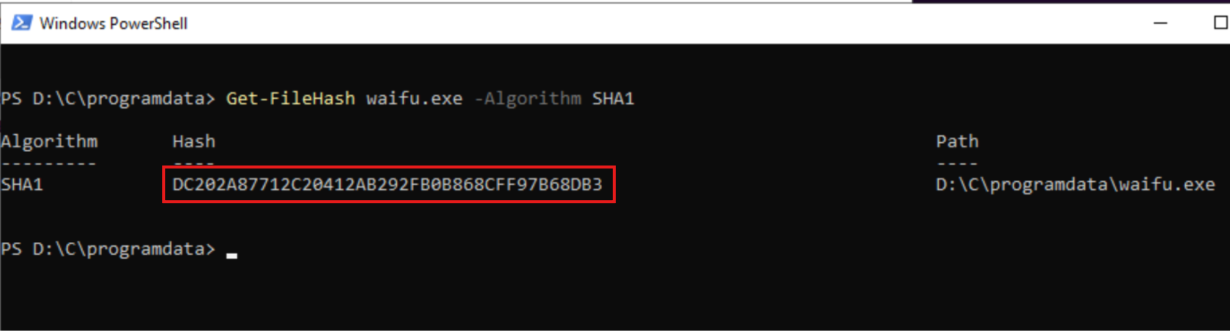 Windows PowerShell
PS D:\C\programdata> Get-FileHash waifu.exe -Algorithm SHA1
Algorithm Hash Path
--------- ---- ----
SHA1 DC202A87712C20412AB292FB0B868CFF97B68DB3 D:\C\programdata\waifu.exe
PS D:\C\programdata>